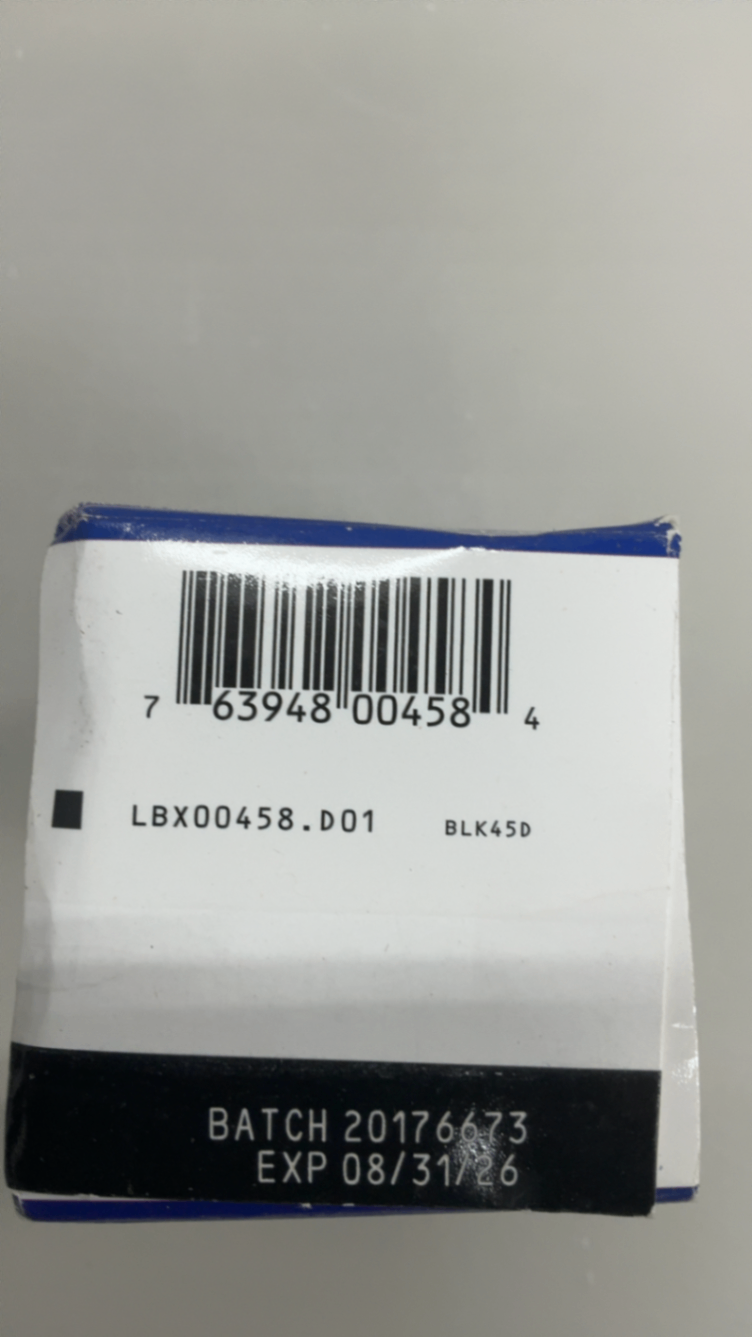 7 63948 00458 4
LBX00458.D01 BLK45D
BATCH 20176673
EXP 08/31/26